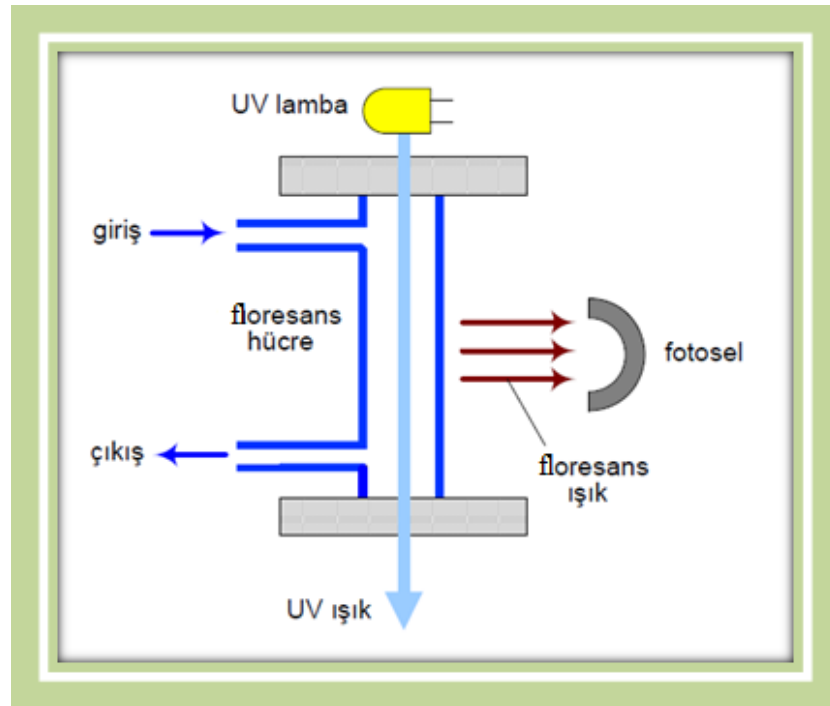 UV lamba
giriş
floresans
hücre
fotosel
çıkış
floresans
ışık
UV ışık